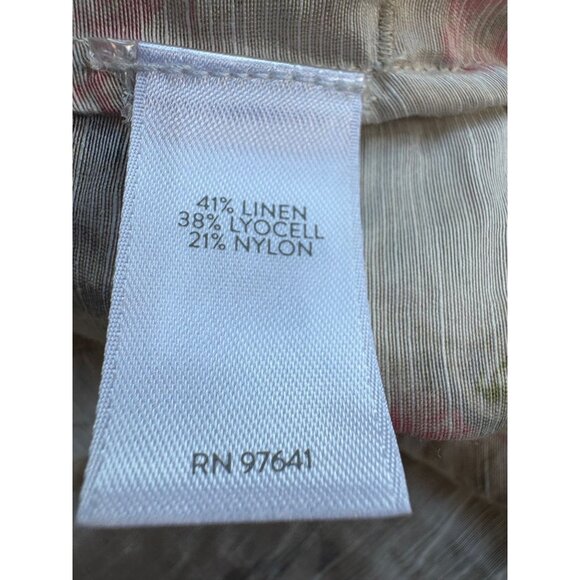 41% LINEN
38% LYOCELL
21% NYLON
RN 97641